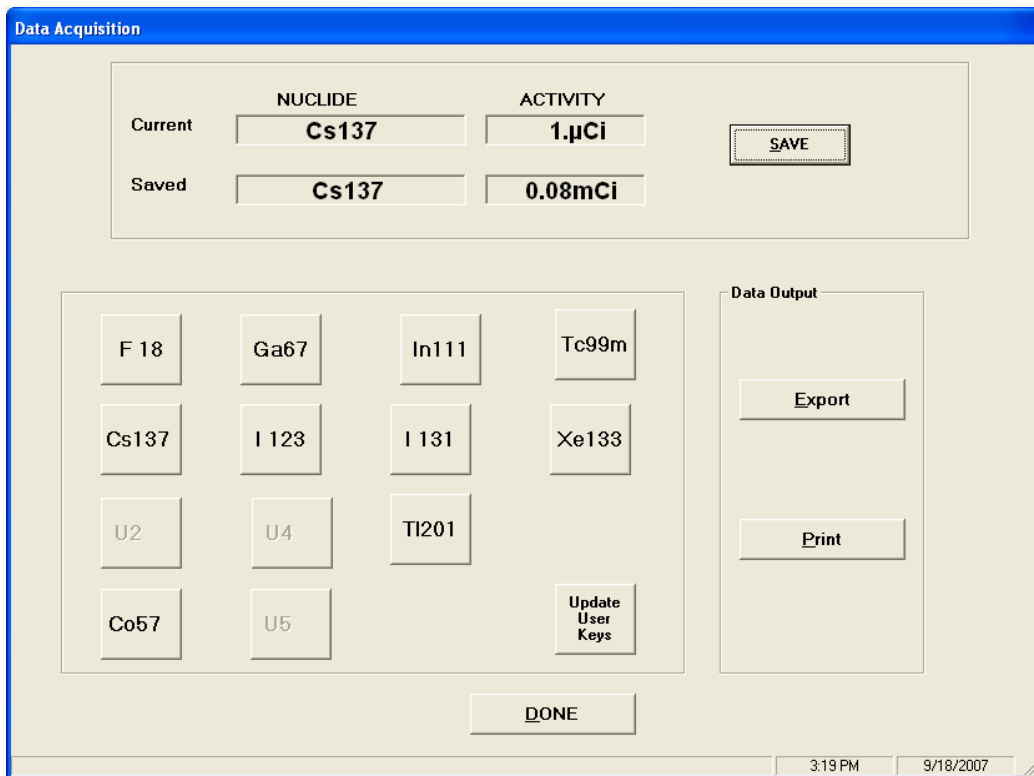 Data Acquisition
NUCLIDE ACTIVITY
Current Cs137 1.µCi
SAVE
Saved Cs137 0.08mCi
Data Output
F 18 Ga67 In111 Tc99m
Export
Cs137 I 123 I 131 Xe133
U2 U4 Tl201
Print
Co57 U5
Update
User
Keys
DONE
3:19 PM 9/18/2007